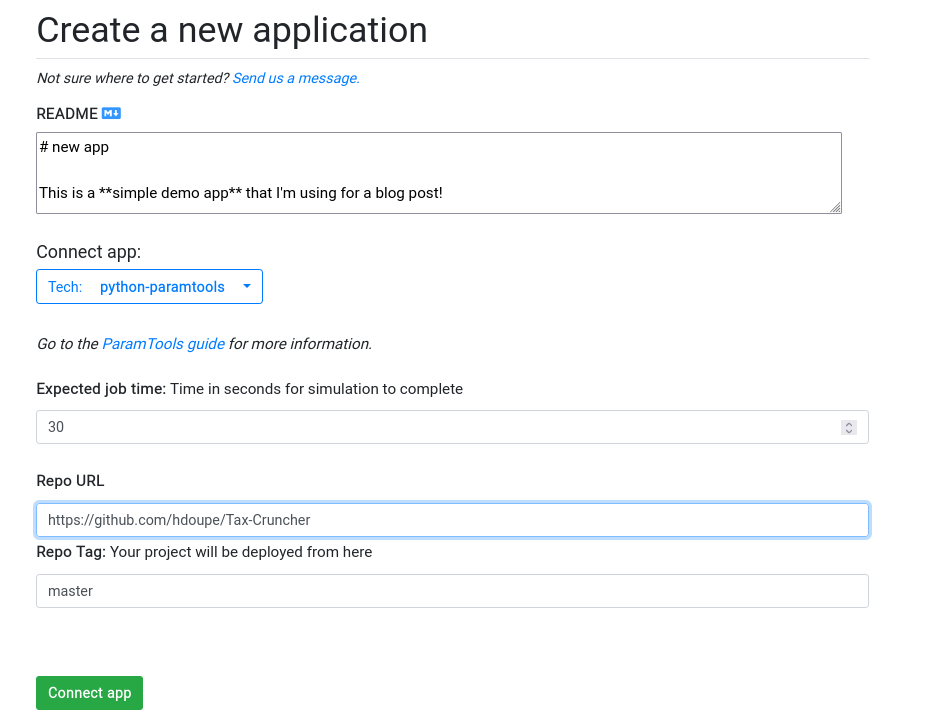 Create a new application
Not sure where to get started? Send us a message.
README M↓
# new app
This is a **simple demo app** that I'm using for a blog post!
Connect app:
Tech: python-paramtools
Go to the ParamTools guide for more information.
Expected job time: Time in seconds for simulation to complete
30
Repo URL
https://github.com/hdoupe/Tax-Cruncher
Repo Tag: Your project will be deployed from here
master
Connect app